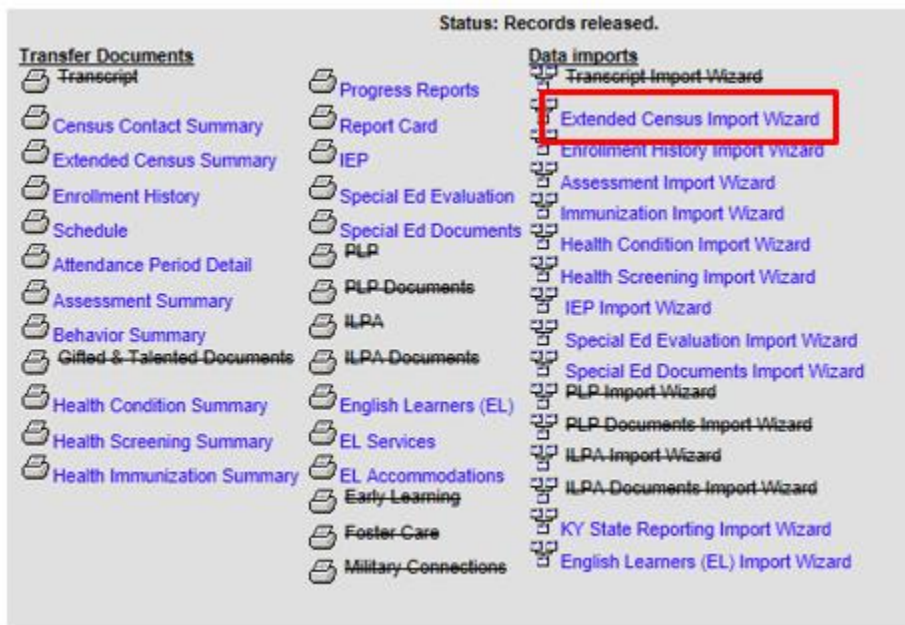 Status: Records released.
Transfer Documents
Transcript
Census Contact Summary
Extended Census Summary
Enrollment History
Schedule
Attendance Period Detail
Assessment Summary
Behavior Summary
Gifted & Talented Documents
Health Condition Summary
Health Screening Summary
Health Immunization Summary
Progress Reports
Report Card
IEP
Special Ed Evaluation
Special Ed Documents
PLP
PLP Documents
ILPA
ILPA Documents
English Learners (EL)
EL Services
EL Accommodations
Early Learning
Foster Care
Military Connections
Data imports
Transcript Import Wizard
Extended Census Import Wizard
Enrollment History Import Wizard
Assessment Import Wizard
Immunization Import Wizard
Health Condition Import Wizard
Health Screening Import Wizard
IEP Import Wizard
Special Ed Evaluation Import Wizard
Special Ed Documents Import Wizard
PLP Import Wizard
PLP Documents Import Wizard
ILPA Import Wizard
ILPA Documents Import Wizard
KY State Reporting Import Wizard
English Learners (EL) Import Wizard